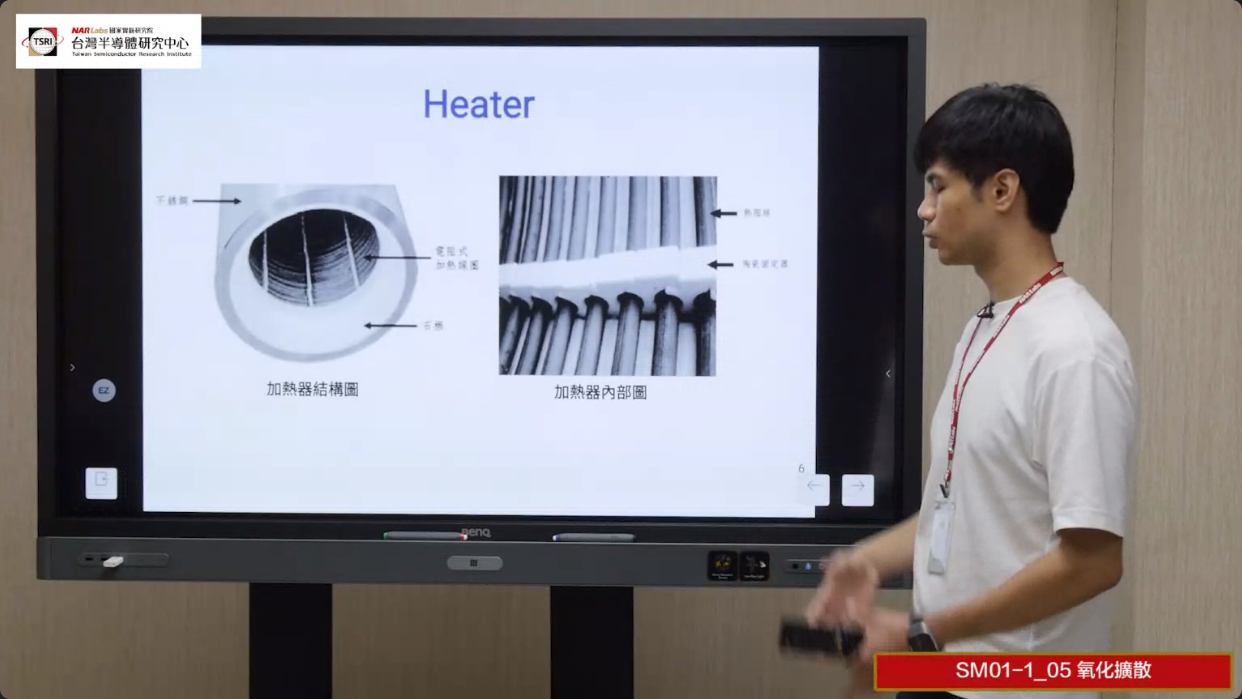 TSRI
NARLabs 國家實驗研究院
台灣半導體研究中心
Taiwan Semiconductor Research Institute
Heater
不銹鋼
電阻式
加熱線圈
石棉
熱阻絲
陶瓷固定器
加熱器結構圖
加熱器內部圖
EZ
6
BenQ
SM01-1_05 氧化擴散